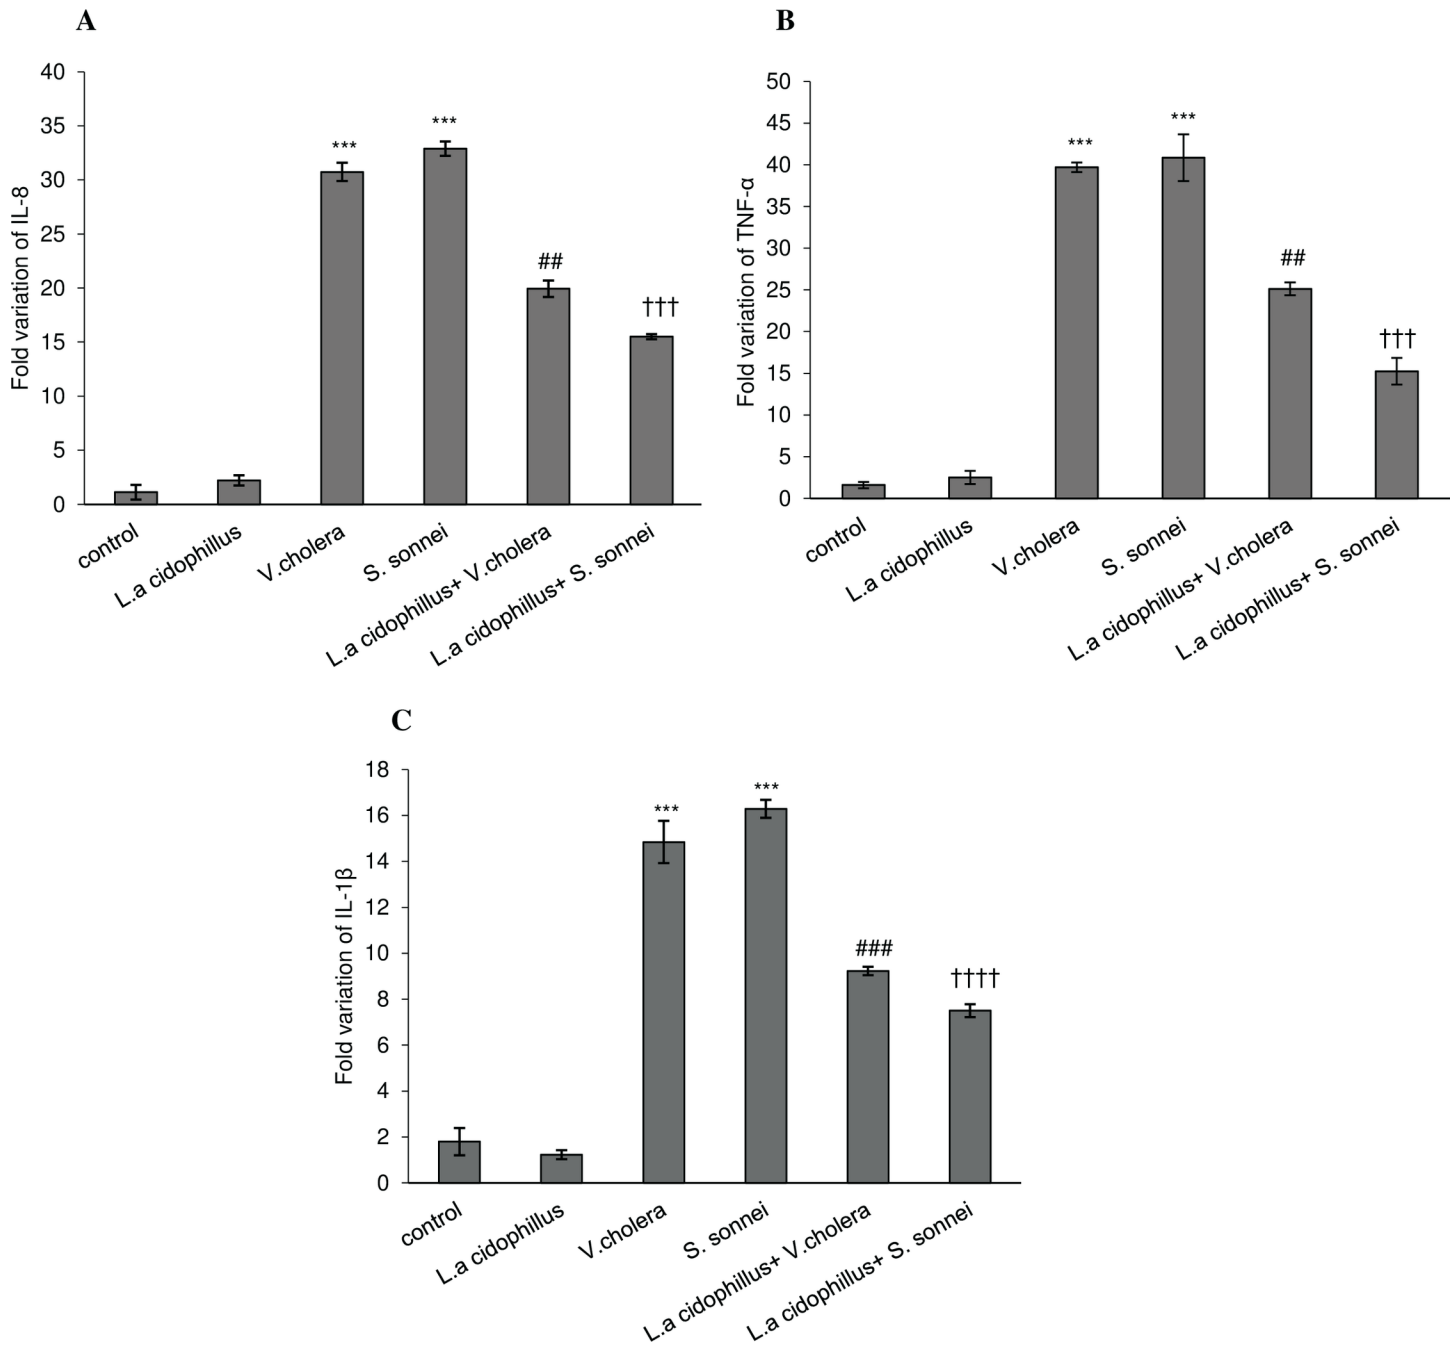 A
Fold variation of IL-8
40
35
30
25
20
15
10
5
0
***
***
##
†††
control
L.a cidophillus
V.cholera
S. sonnei
L.a cidophillus+ V.cholera
L.a cidophillus+ S. sonnei
B
Fold variation of TNF-α
50
45
40
35
30
25
20
15
10
5
0
***
***
##
†††
control
L.a cidophillus
V.cholera
S. sonnei
L.a cidophillus+ V.cholera
L.a cidophillus+ S. sonnei
C
Fold variation of IL-1β
18
16
14
12
10
8
6
4
2
0
***
***
###
††††
control
L.a cidophillus
V.cholera
S. sonnei
L.a cidophillus+ V.cholera
L.a cidophillus+ S. sonnei